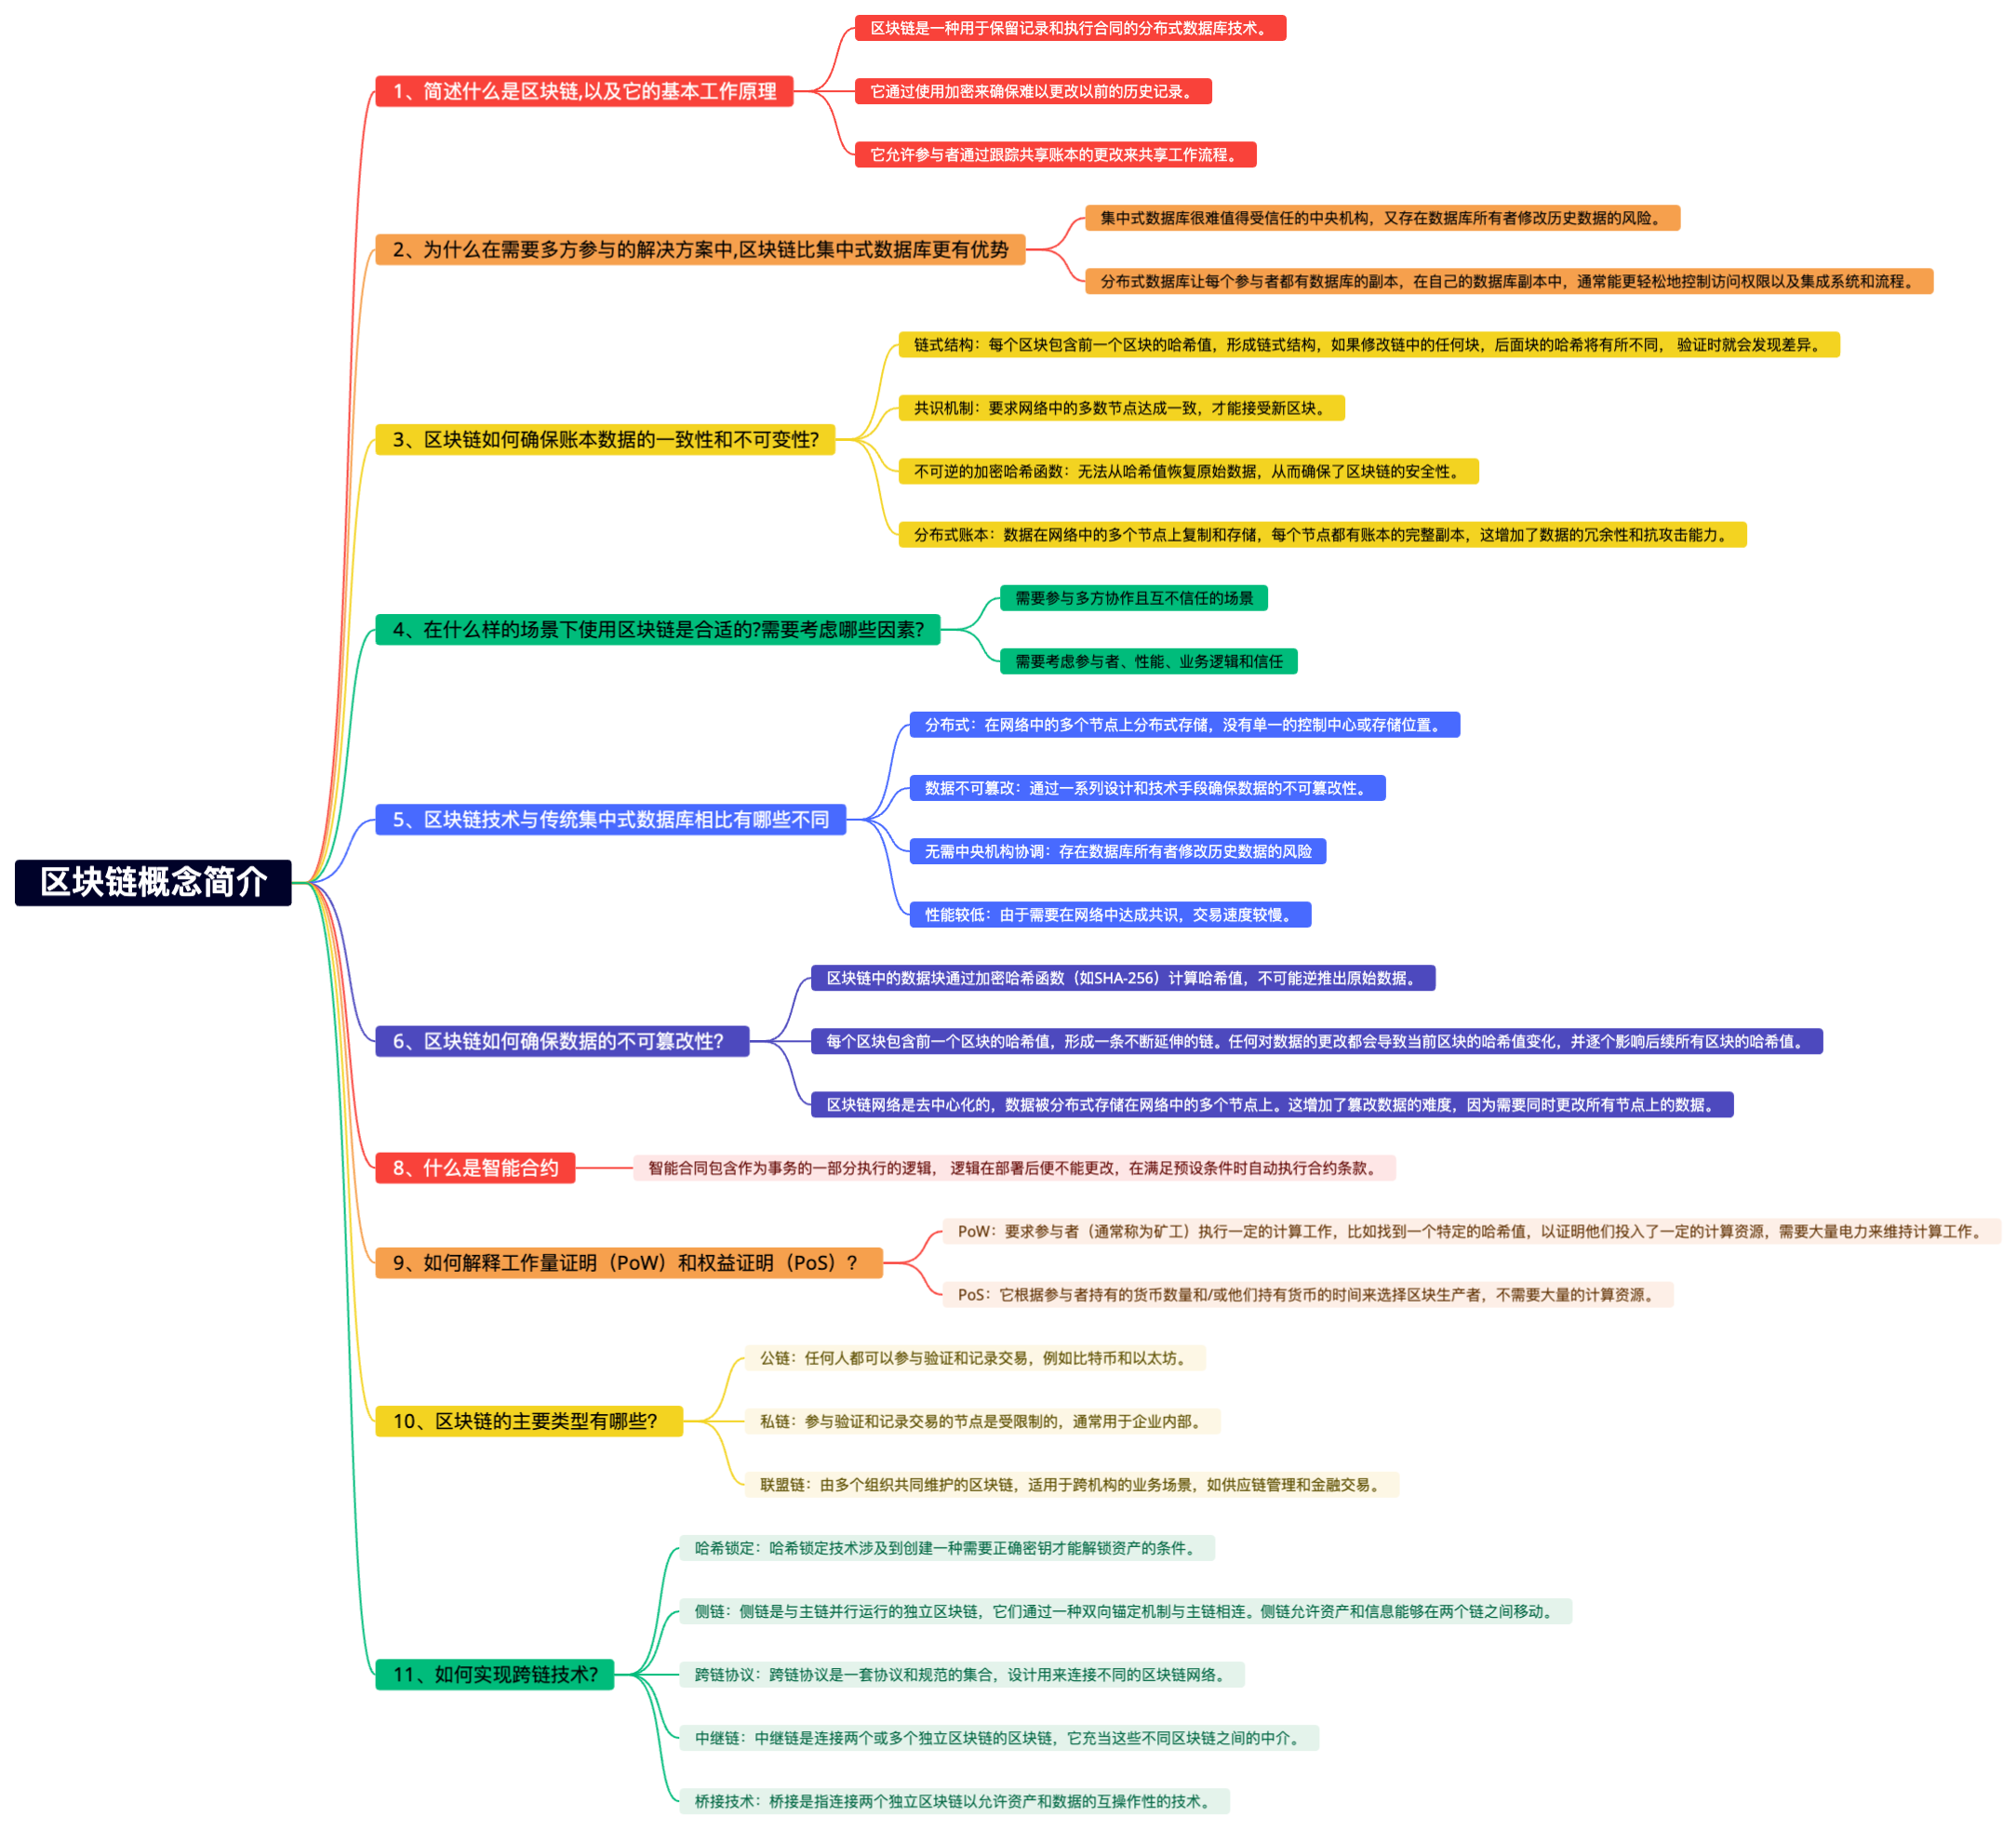 区块链概念简介
1、简述什么是区块链,以及它的基本工作原理
区块链是一种用于保留记录和执行合同的分布式数据库技术。
它通过使用加密来确保难以更改以前的历史记录。
它允许参与者通过跟踪共享账本的更改来共享工作流程。
2、为什么在需要多方参与的解决方案中,区块链比集中式数据库更有优势
集中式数据库很难值得受信任的中央机构，又存在数据库所有者修改历史数据的风险。
分布式数据库让每个参与者都有数据库的副本，在自己的数据库副本中，通常能更轻松地控制访问权限以及集成系统和流程。
3、区块链如何确保账本数据的一致性和不可变性?
链式结构：每个区块包含前一个区块的哈希值，形成链式结构，如果修改链中的任何块，后面块的哈希将有所不同， 验证时就会发现差异。
共识机制：要求网络中的多数节点达成一致，才能接受新区块。
不可逆的加密哈希函数：无法从哈希值恢复原始数据，从而确保了区块链的安全性。
分布式账本：数据在网络中的多个节点上复制和存储，每个节点都有账本的完整副本，这增加了数据的冗余性和抗攻击能力。
4、在什么样的场景下使用区块链是合适的?需要考虑哪些因素?
需要参与多方协作且互不信任的场景
需要考虑参与者、性能、业务逻辑和信任
5、区块链技术与传统集中式数据库相比有哪些不同
分布式：在网络中的多个节点上分布式存储，没有单一的控制中心或存储位置。
数据不可篡改：通过一系列设计和技术手段确保数据的不可篡改性。
无需中央机构协调：存在数据库所有者修改历史数据的风险
性能较低：由于需要在网络中达成共识，交易速度较慢。
6、区块链如何确保数据的不可篡改性？
区块链中的数据块通过加密哈希函数（如SHA-256）计算哈希值，不可能逆推出原始数据。
每个区块包含前一个区块的哈希值，形成一条不断延伸的链。任何对数据的更改都会导致当前区块的哈希值变化，并逐个影响后续所有区块的哈希值。
区块链网络是去中心化的，数据被分布式存储在网络中的多个节点上。这增加了篡改数据的难度，因为需要同时更改所有节点上的数据。
8、什么是智能合约
智能合同包含作为事务的一部分执行的逻辑， 逻辑在部署后便不能更改，在满足预设条件时自动执行合约条款。
9、如何解释工作量证明（PoW）和权益证明（PoS）？
PoW：要求参与者（通常称为矿工）执行一定的计算工作，比如找到一个特定的哈希值，以证明他们投入了一定的计算资源，需要大量电力来维持计算工作。
PoS：它根据参与者持有的货币数量和/或他们持有货币的时间来选择区块生产者，不需要大量的计算资源。
10、区块链的主要类型有哪些？
公链：任何人都可以参与验证和记录交易，例如比特币和以太坊。
私链：参与验证和记录交易的节点是受限制的，通常用于企业内部。
联盟链：由多个组织共同维护的区块链，适用于跨机构的业务场景，如供应链管理和金融交易。
11、如何实现跨链技术?
哈希锁定：哈希锁定技术涉及到创建一种需要正确密钥才能解锁资产的条件。
侧链：侧链是与主链并行运行的独立区块链，它们通过一种双向锚定机制与主链相连。侧链允许资产和信息能够在两个链之间移动。
跨链协议：跨链协议是一套协议和规范的集合，设计用来连接不同的区块链网络。
中继链：中继链是连接两个或多个独立区块链的区块链，它充当这些不同区块链之间的中介。
桥接技术：桥接是指连接两个独立区块链以允许资产和数据的互操作性的技术。